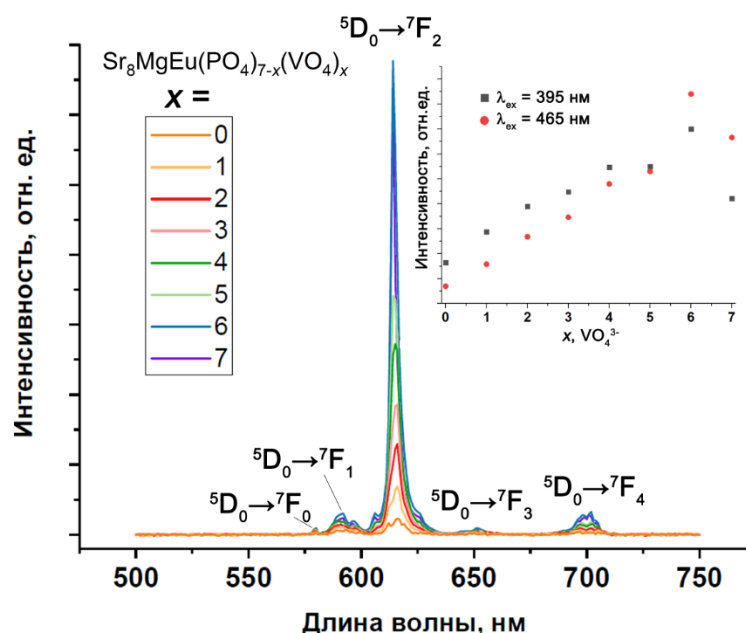 ⁵D₀→⁷F₂
Sr₈MgEu(PO₄)₇₋ₓ(VO₄)ₓ
x =
0
1
2
3
4
5
6
7
Интенсивность, отн. ед.
⁵D₀→⁷F₀
⁵D₀→⁷F₁
⁵D₀→⁷F₃
⁵D₀→⁷F₄
500 550 600 650 700 750
Длина волны, нм
Интенсивность, отн.ед.
λex = 395 нм
λex = 465 нм
0 1 2 3 4 5 6 7
x, VO₄³⁻